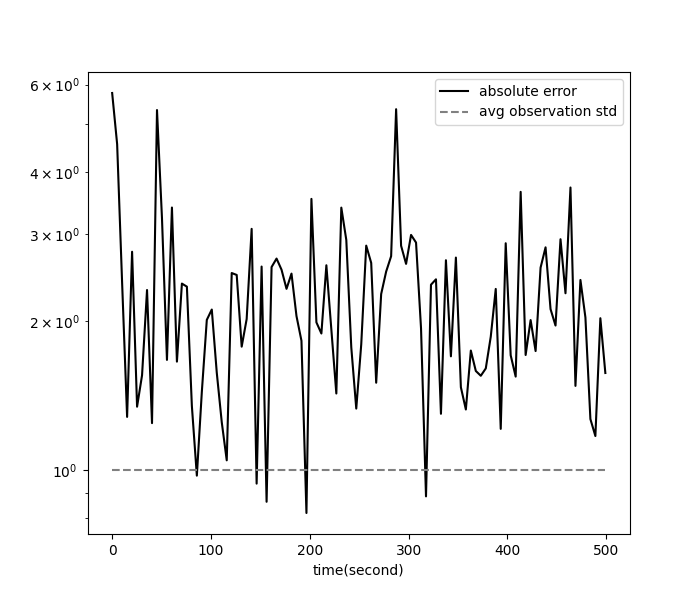 absolute error
avg observation std
6 × 10⁰
4 × 10⁰
3 × 10⁰
2 × 10⁰
10⁰
0
100
200
300
400
500
time(second)